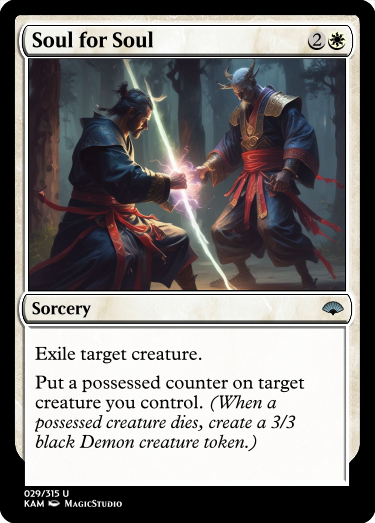 Soul for Soul 2
Sorcery
Exile target creature.
Put a possessed counter on target
creature you control. (When a
possessed creature dies, create a 3/3
black Demon creature token.)
029/315 U
KAM MagicStudio